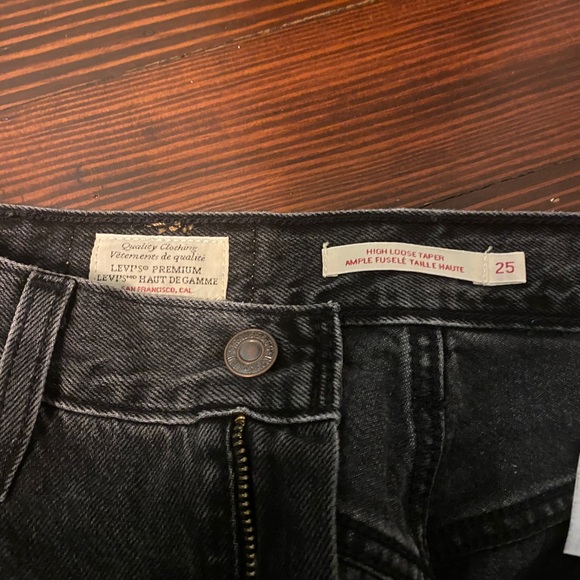 Quality Clothing
Vêtements de qualité
LEVI'S® PREMIUM
LEVI'S® HAUT DE GAMME
SAN FRANCISCO, CAL.
HIGH LOOSE TAPER
AMPLE FUSELÉ TAILLE HAUTE
25